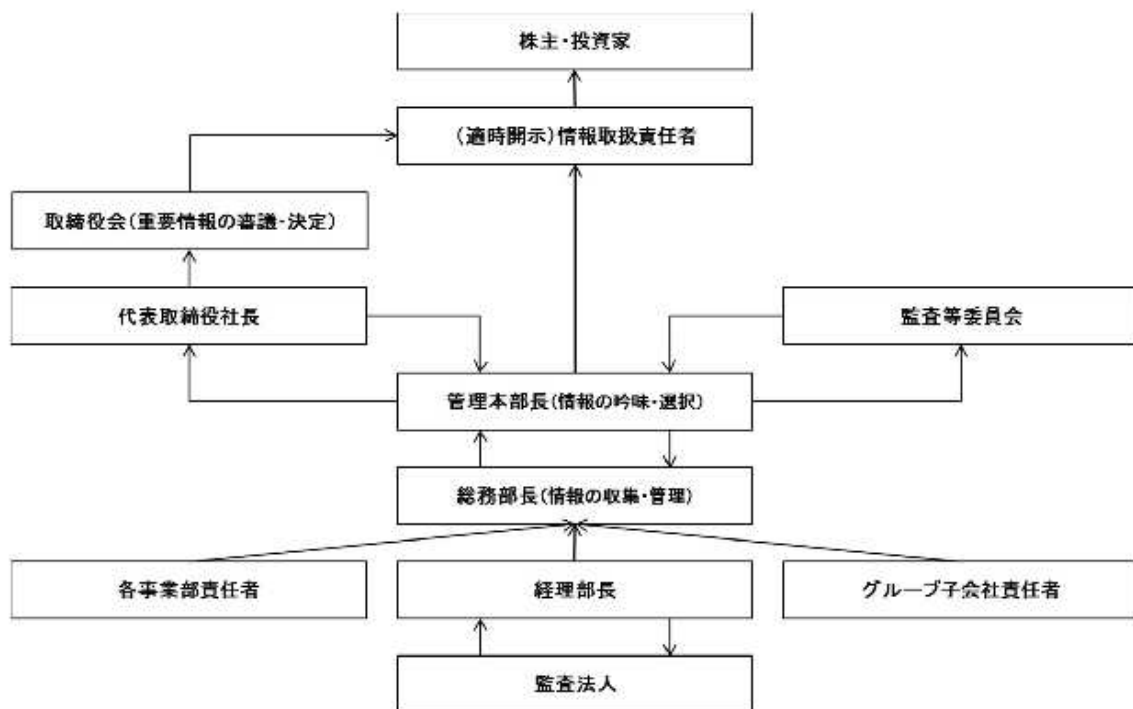 株主・投資家
(適時開示)情報取扱責任者
取締役会(重要情報の審議・決定)
代表取締役社長
監査等委員会
管理本部長(情報の吟味・選択)
総務部長(情報の収集・管理)
各事業部責任者
経理部長
グループ子会社責任者
監査法人